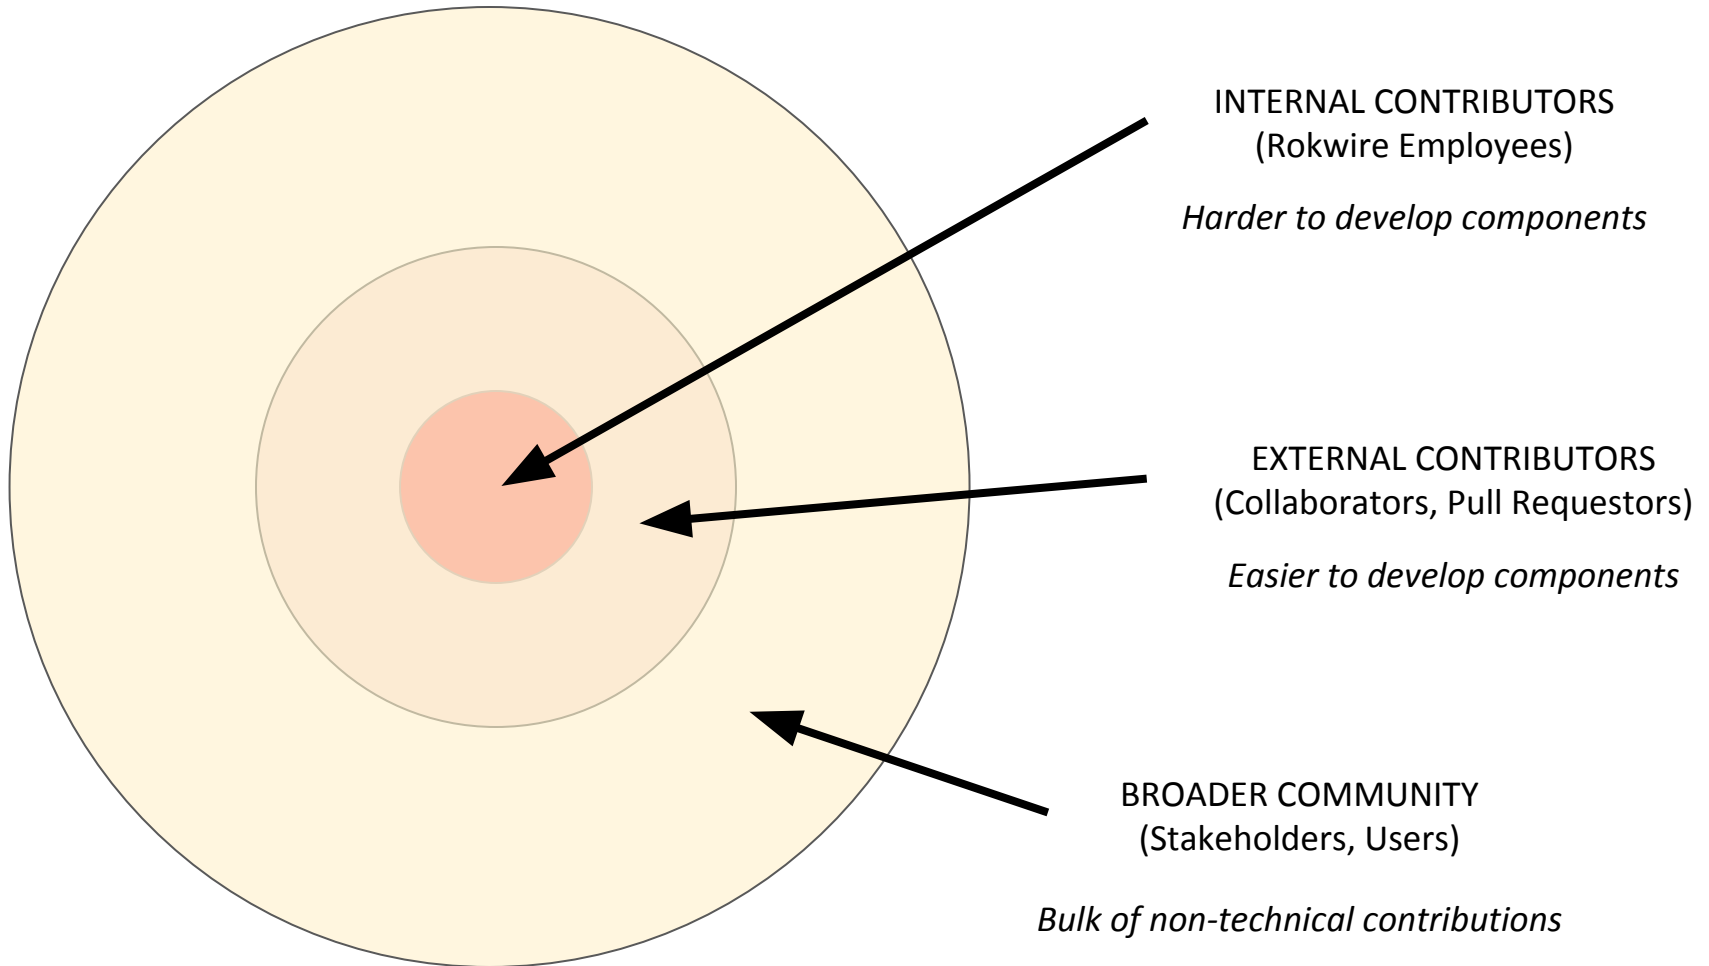 INTERNAL CONTRIBUTORS
(Rokwire Employees)
Harder to develop components
EXTERNAL CONTRIBUTORS
(Collaborators, Pull Requestors)
Easier to develop components
BROADER COMMUNITY
(Stakeholders, Users)
Bulk of non-technical contributions